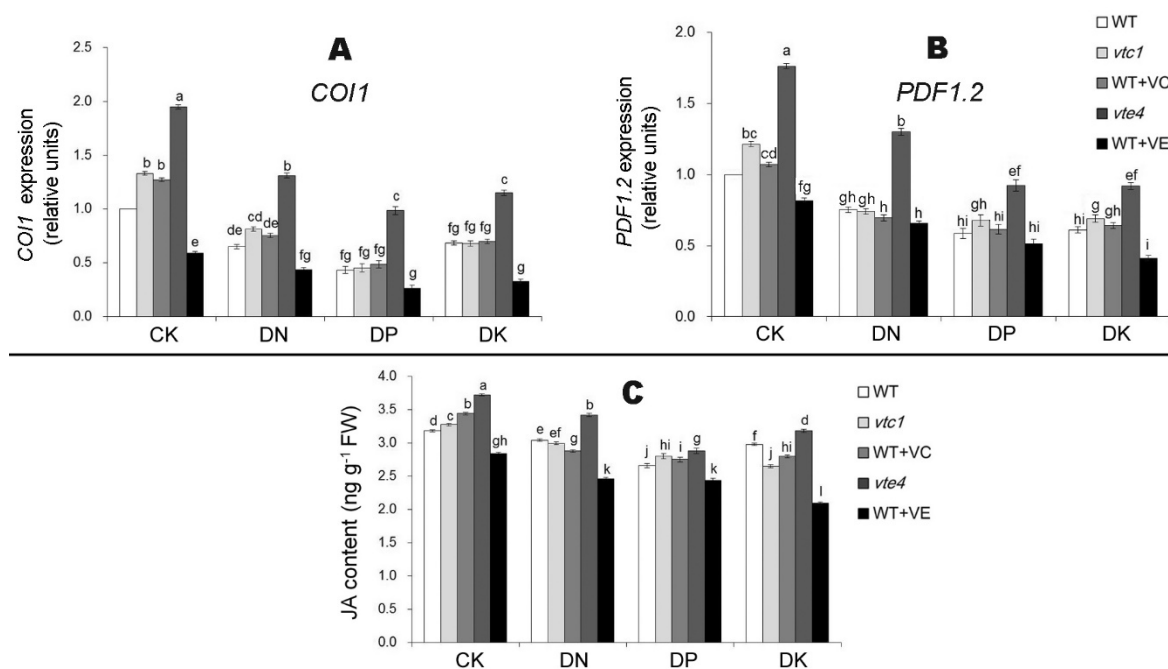 A
COI1
COI1 expression
(relative units)
2.5
2.0
1.5
1.0
0.5
0.0
b b a e
de cd de b fg
fg fg fg c g
fg fg fg c g
CK DN DP DK
B
PDF1.2
PDF1.2 expression
(relative units)
2.0
1.5
1.0
0.5
0.0
bc cd a fg
gh gh h b h
hi gh hi ef hi
hi g gh ef i
CK DN DP DK
WT
vtc1
WT+VC
vte4
WT+VE
C
JA content (ng g-1 FW)
4.0
3.5
3.0
2.5
2.0
1.5
1.0
0.5
0.0
d c b a gh
e ef g b k
j hi i g k
f j hi d l
CK DN DP DK
WT
vtc1
WT+VC
vte4
WT+VE